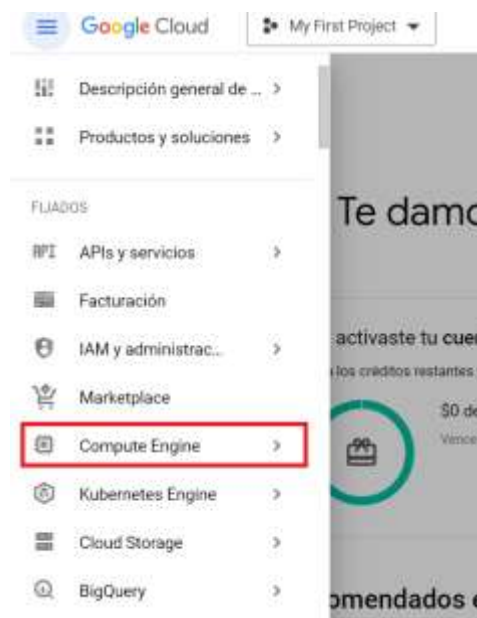 Google Cloud
My First Project
Descripción general de ...
Productos y soluciones
FIJADOS
Te damo
API APIs y servicios
Facturación
IAM y administrac...
activaste tu cuen
los créditos restantes
Marketplace
$0 de
Vence
Compute Engine
Kubernetes Engine
Cloud Storage
BigQuery
omendados e